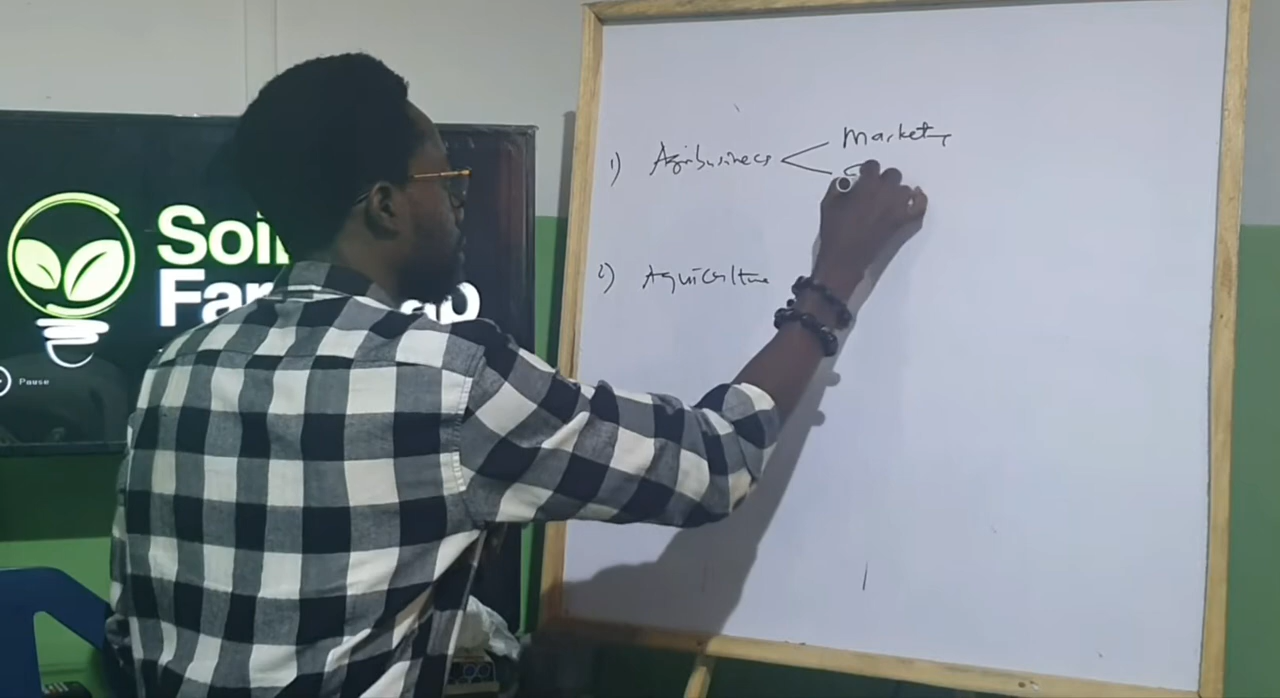 Soil
Pause
1) Agribusiness
Marketing
2) Agriculture